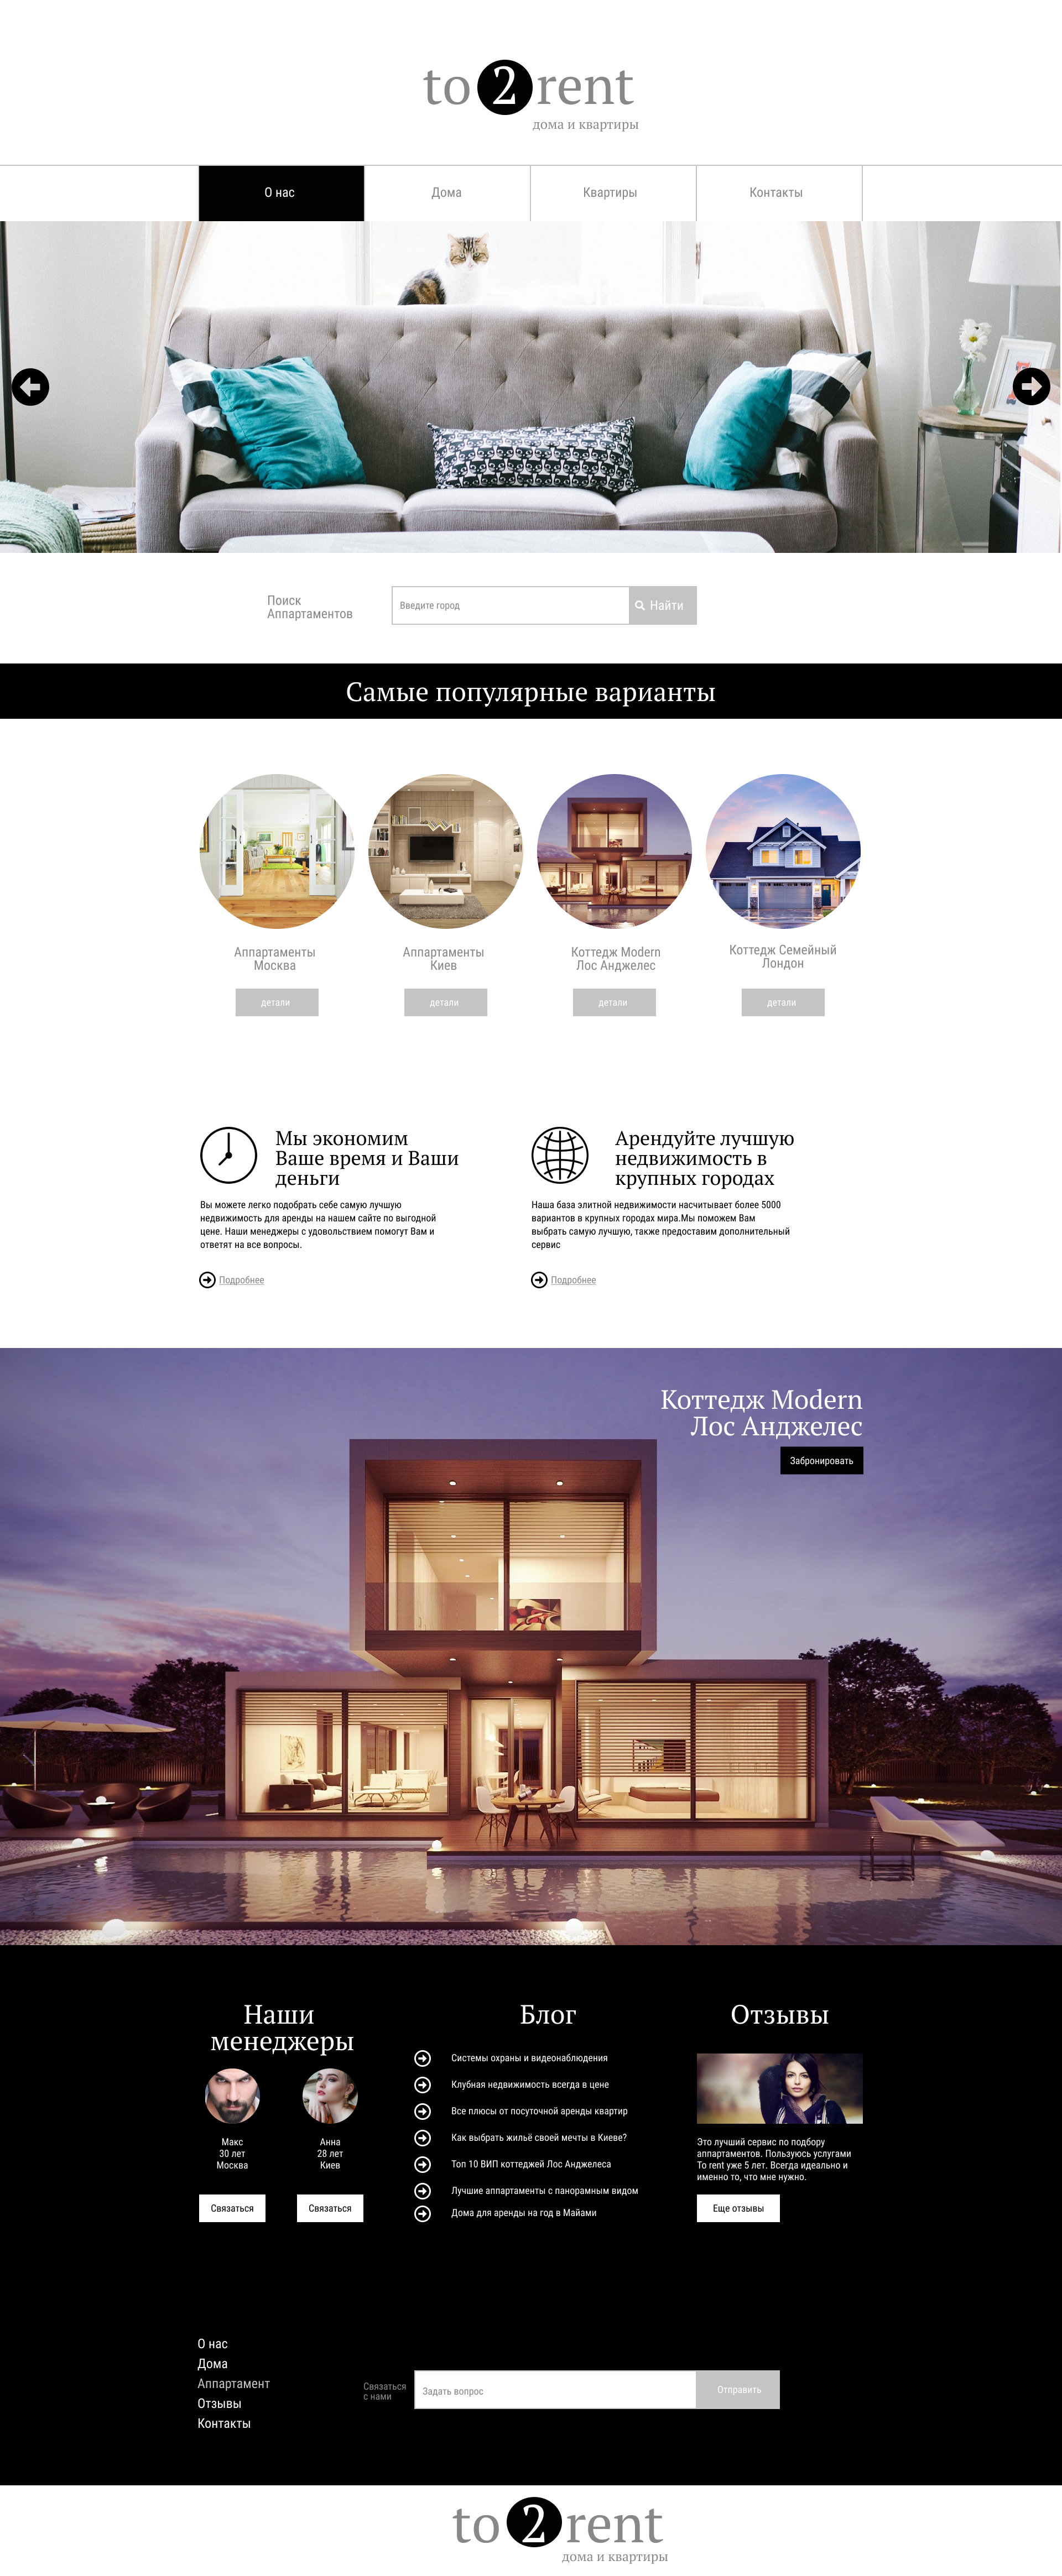 to 2 rent
дома и квартиры
О нас
Дома
Квартиры
Контакты
Поиск
Аппартаментов
Введите город
Найти
Самые популярные варианты
Аппартаменты
Москва
детали
Аппартаменты
Киев
детали
Коттедж Modern
Лос Анджелес
детали
Коттедж Семейный
Лондон
детали
Мы экономим
Ваше время и Ваши
деньги
Вы можете легко подобрать себе самую лучшую
недвижимость для аренды на нашем сайте по выгодной
цене. Наши менеджеры с удовольствием помогут Вам и
ответят на все вопросы.
Подробнее
Арендуйте лучшую
недвижимость в
крупных городах
Наша база элитной недвижимости насчитывает более 5000
вариантов в крупных городах мира.Мы поможем Вам
выбрать самую лучшую, также предоставим дополнительный
сервис
Подробнее
Коттедж Modern
Лос Анджелес
Забронировать
Наши
менеджеры
Макс
30 лет
Москва
Связаться
Анна
28 лет
Киев
Связаться
Блог
Системы охраны и видеонаблюдения
Клубная недвижимость всегда в цене
Все плюсы от посуточной аренды квартир
Как выбрать жильё своей мечты в Киеве?
Топ 10 ВИП коттеджей Лос Анджелеса
Лучшие аппартаменты с панорамным видом
Дома для аренды на год в Майами
Отзывы
Это лучший сервис по подбору
аппартаментов. Пользуюсь услугами
To rent уже 5 лет. Всегда идеально и
именно то, что мне нужно.
Еще отзывы
О нас
Дома
Аппартамент
Отзывы
Контакты
Связаться
с нами
Задать вопрос
Отправить
to 2 rent
дома и квартиры